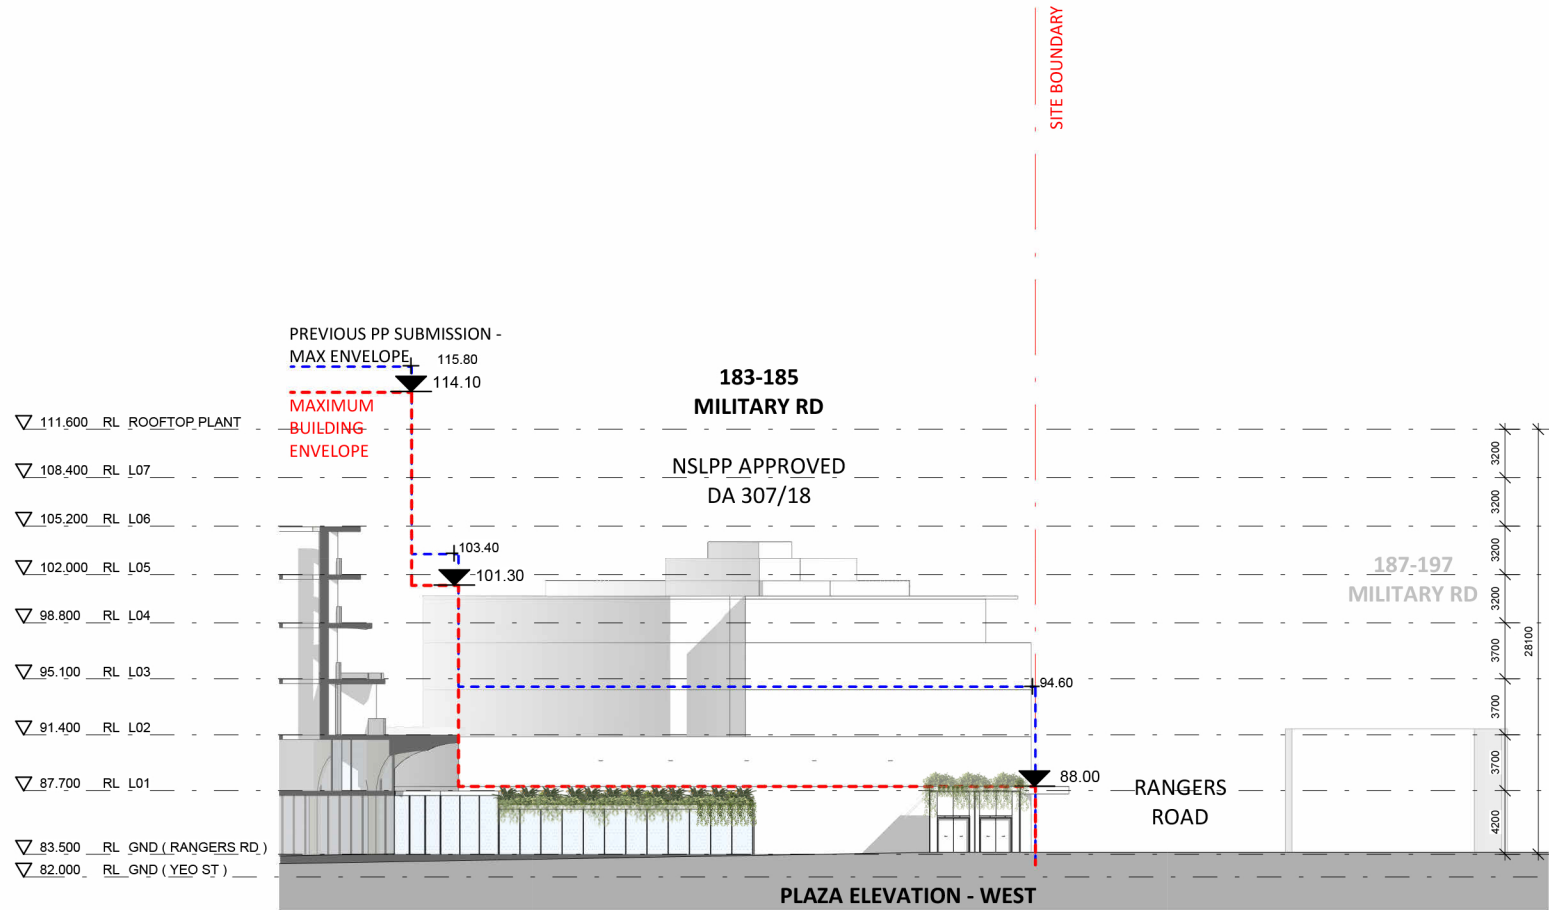 SITE BOUNDARY
PREVIOUS PP SUBMISSION -
MAX ENVELOPE
115.80
114.10
183-185
MILITARY RD
MAXIMUM
BUILDING
ENVELOPE
111.600 RL ROOFTOP PLANT
NSLPP APPROVED
DA 307/18
108.400 RL L07
105.200 RL L06
103.40
101.30
102.000 RL L05
187-197
MILITARY RD
98.800 RL L04
95.100 RL L03
94.60
91.400 RL L02
88.00
87.700 RL L01
RANGERS
ROAD
83.500 RL GND ( RANGERS RD )
82.000 RL GND ( YEO ST )
3200
3200
3200
3200
3700
3700
3700
4200
28100
PLAZA ELEVATION - WEST